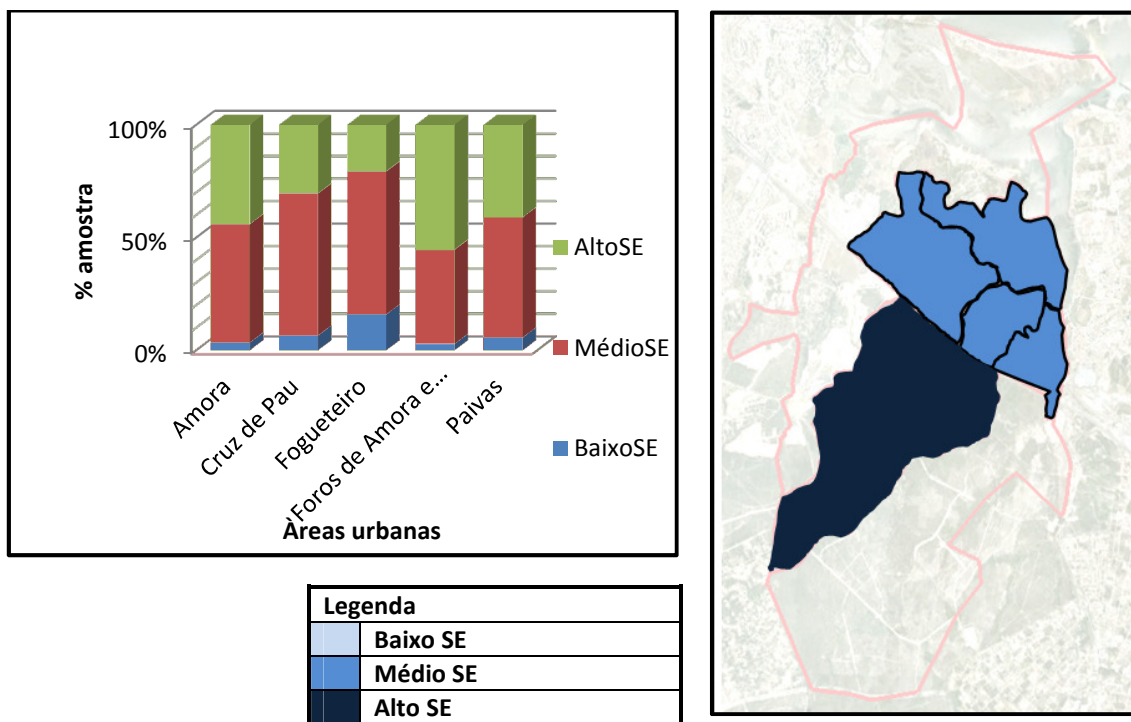 100%
50%
0%
% amostra
AltoSE
MédioSE
BaixoSE
Amora
Cruz de Pau
Fogueteiro
Foros de Amora e...
Paivas
Àreas urbanas
Legenda
Baixo SE
Médio SE
Alto SE